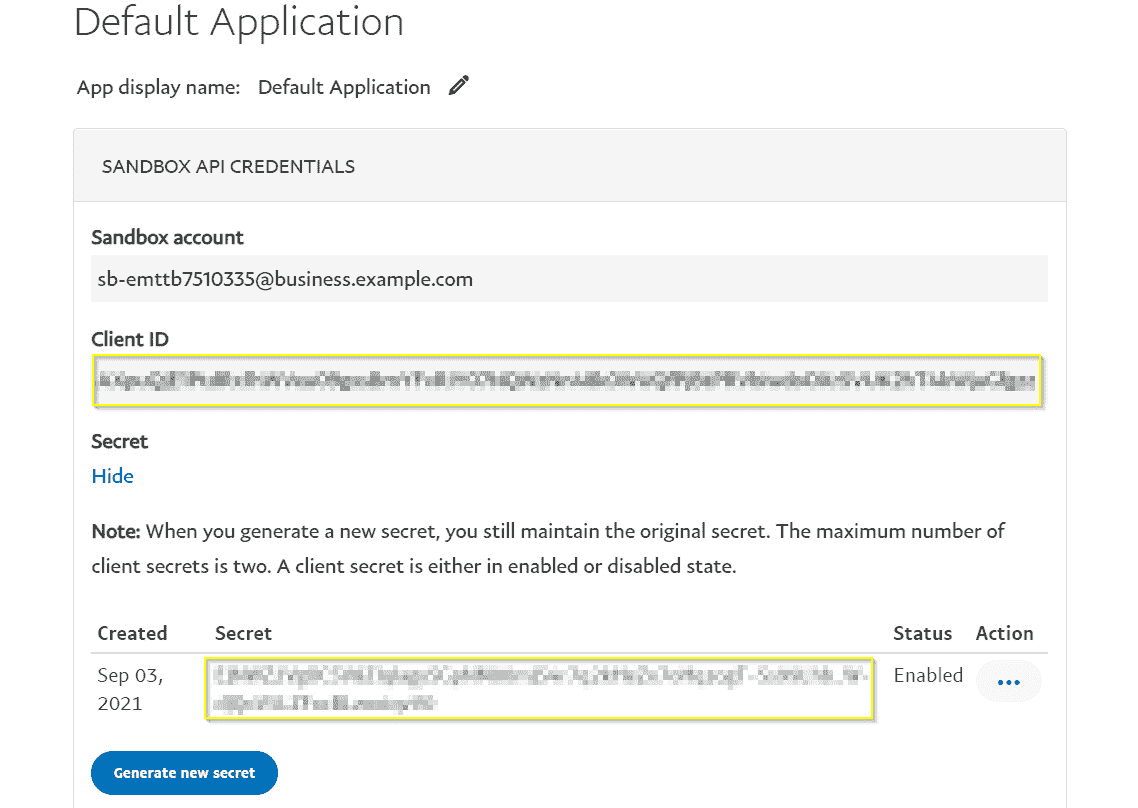 Default Application
App display name: Default Application
SANDBOX API CREDENTIALS
Sandbox account
sb-emttb7510335@business.example.com
Client ID
Secret
Hide
Note: When you generate a new secret, you still maintain the original secret. The maximum number of
client secrets is two. A client secret is either in enabled or disabled state.
Created Secret Status Action
Sep 03, Enabled
2021
Generate new secret